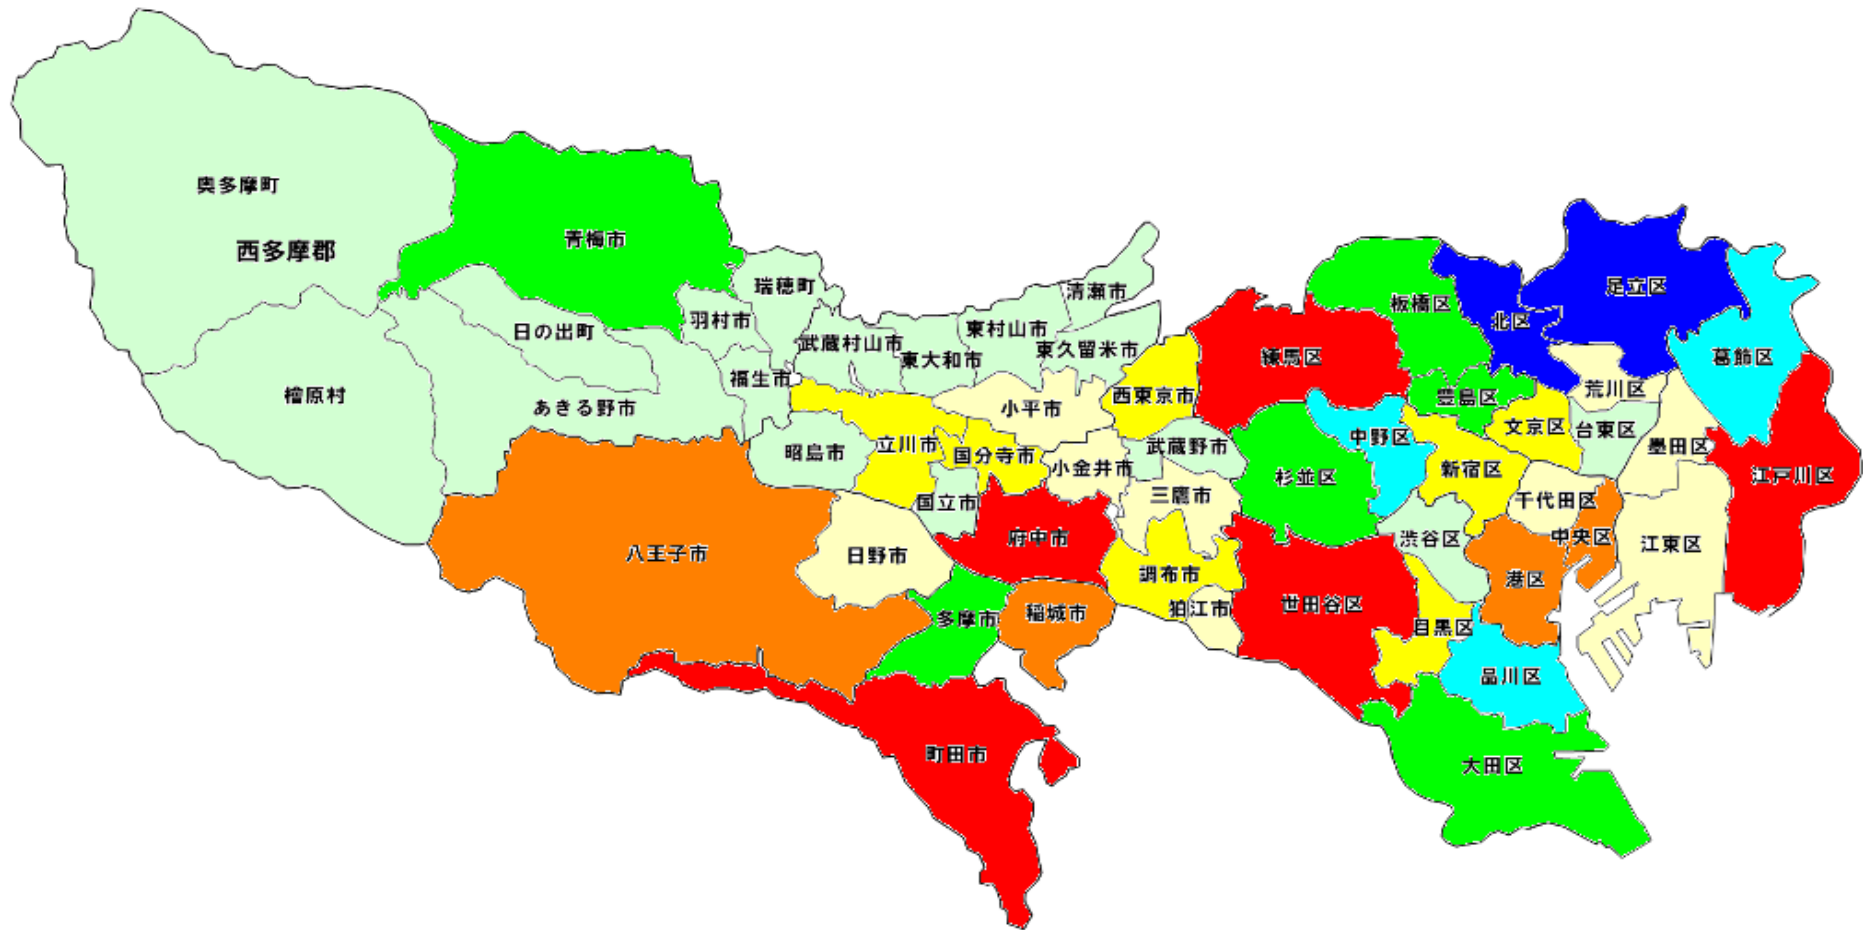 奥多摩町
西多摩郡
檜原村
青梅市
日の出町
あきる野市
瑞穂町
羽村市
福生市
武蔵村山市
東大和市
東村山市
清瀬市
東久留米市
昭島市
立川市
小平市
西東京市
国分寺市
小金井市
武蔵野市
国立市
三鷹市
八王子市
日野市
府中市
調布市
多摩市
稲城市
狛江市
町田市
板橋区
北区
足立区
葛飾区
練馬区
豊島区
荒川区
中野区
文京区
台東区
墨田区
江戸川区
杉並区
新宿区
千代田区
渋谷区
中央区
江東区
港区
世田谷区
目黒区
品川区
大田区